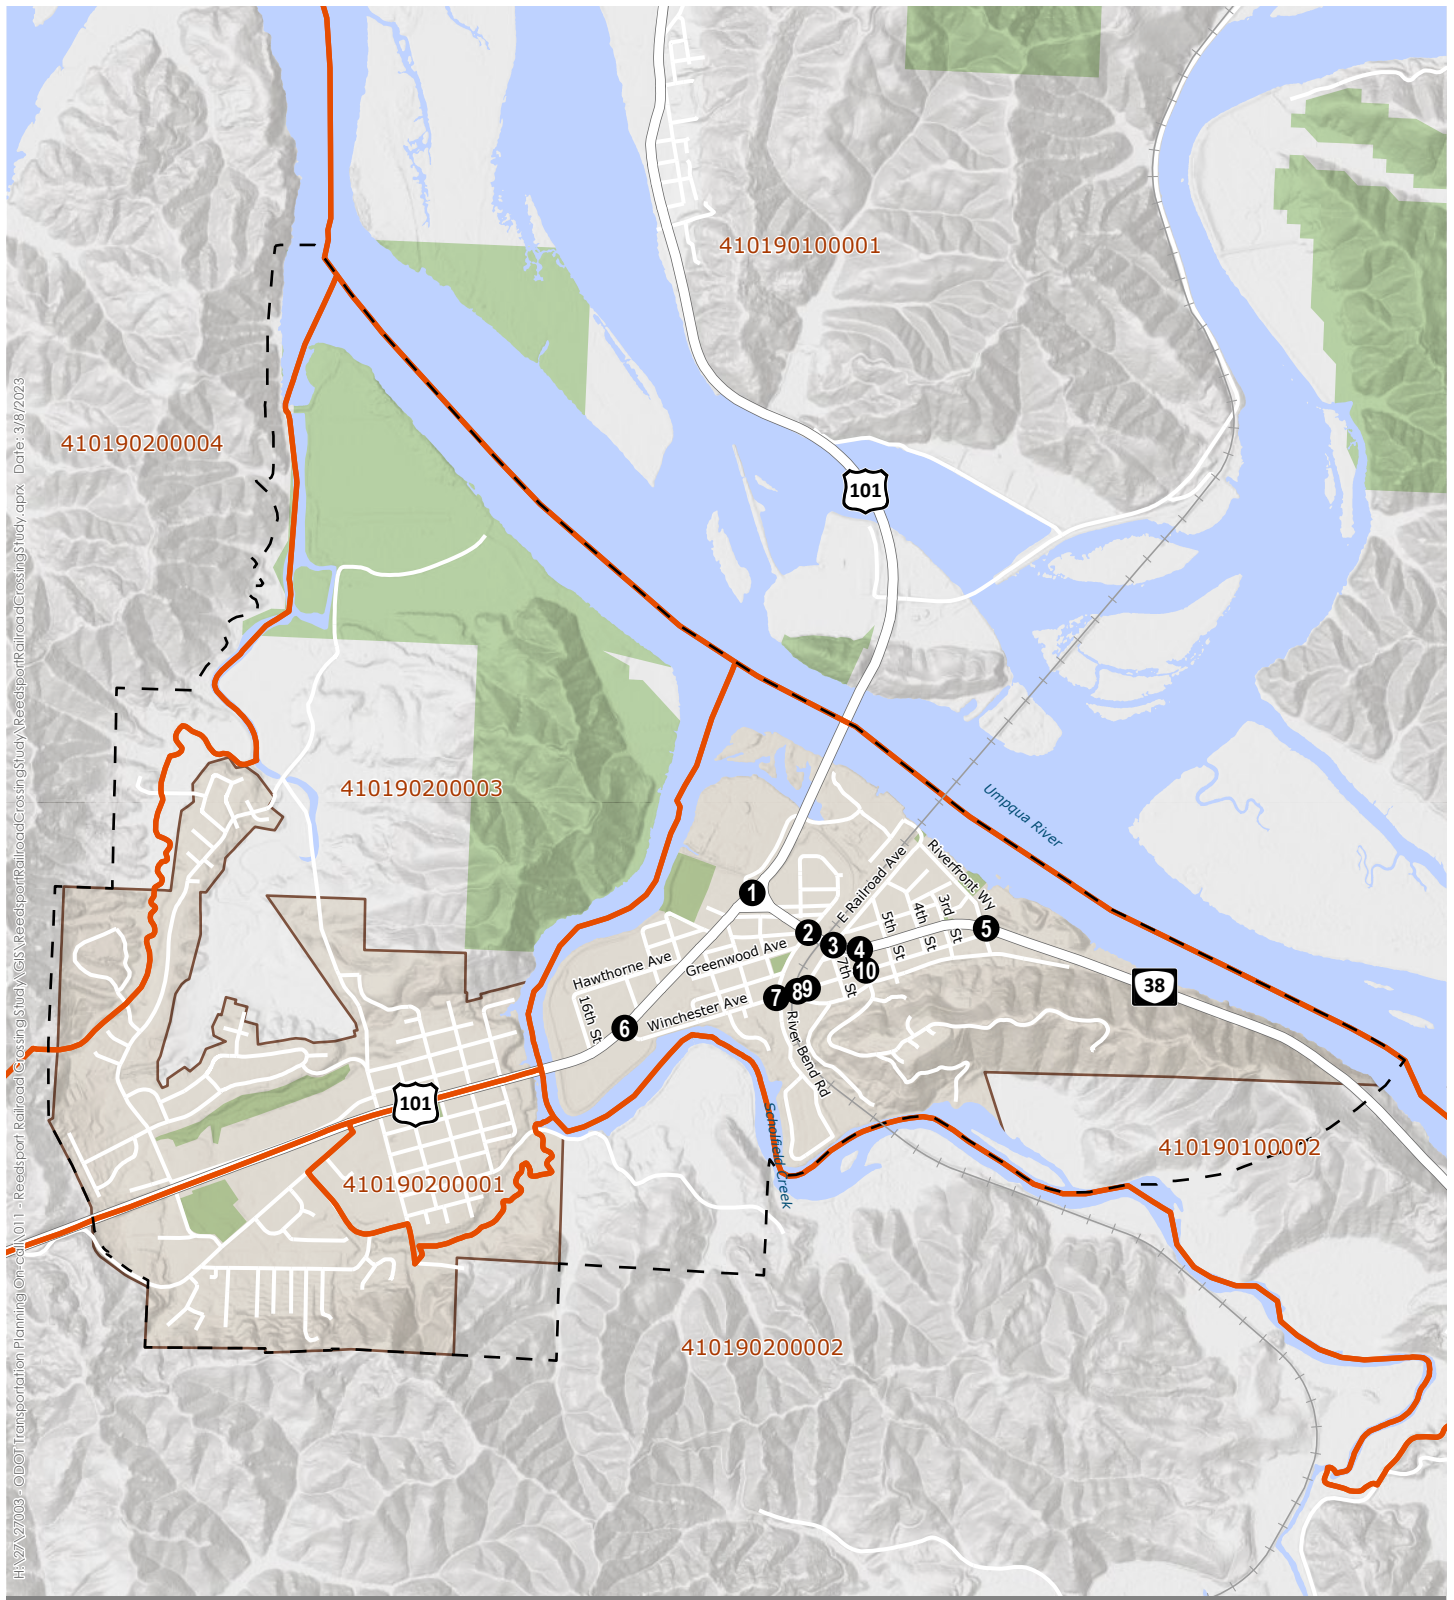 410190100001
410190200004
101
410190200003
Umpqua River
Riverfront WY
E Railroad Ave
1
2
3
4
5
3rd St
4th St
5th St
10
7th St
Greenwood Ave
Hawthorne Ave
7
8
9
38
16th St
6
Winchester Ave
River Bend Rd
101
Scholfield Creek
410190100002
410190200001
410190200002
H:\27\27003 - ODOT Transportation Planning On-call\011 - Reedsport Railroad Crossing Study\GIS\ReedsportRailroadCrossingStudy\ReedsportRailroadCrossingStudy.aprx Date: 3/8/2023